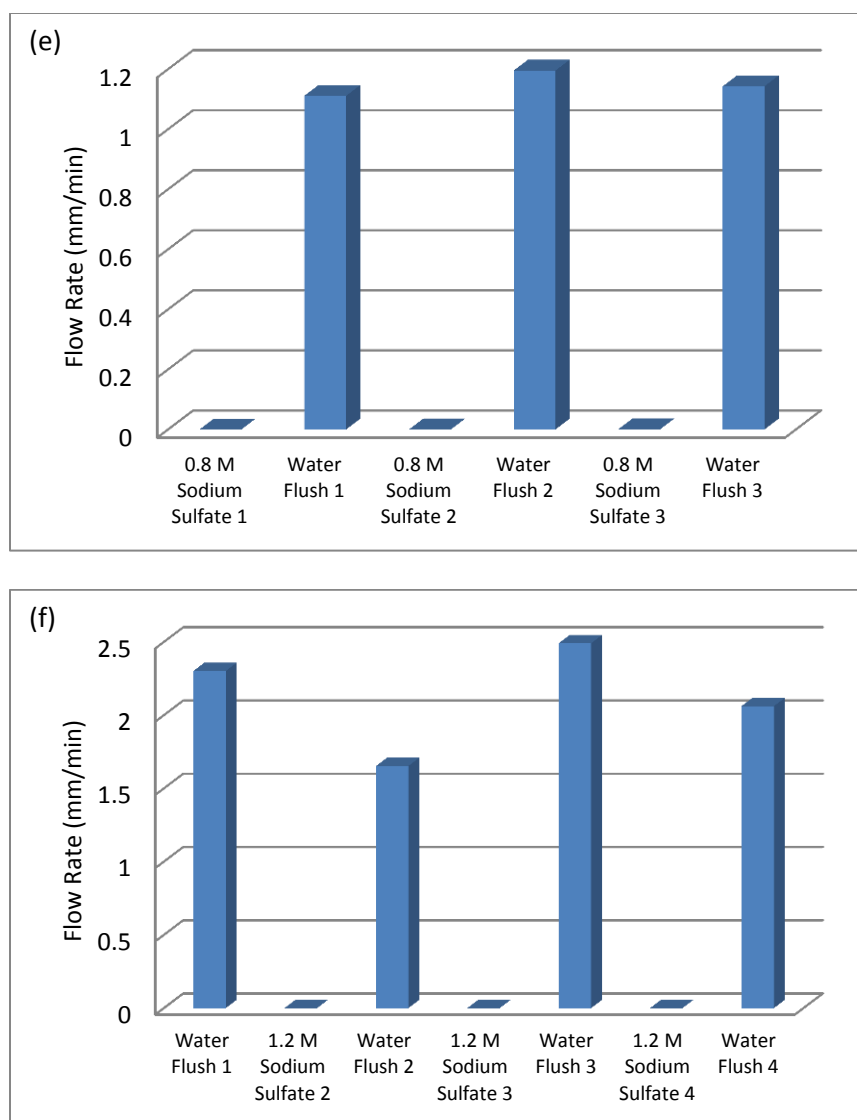 (e)
Flow Rate (mm/min)
1.2
1
0.8
0.6
0.4
0.2
0
0.8 M Water 0.8 M Water 0.8 M Water
Sodium Flush 1 Sodium Flush 2 Sodium Flush 3
Sulfate 1 Sulfate 2 Sulfate 3
(f)
Flow Rate (mm/min)
2.5
2
1.5
1
0.5
0
Water 1.2 M Water 1.2 M Water 1.2 M Water
Flush 1 Sodium Flush 2 Sodium Flush 3 Sodium Flush 4
Sulfate 2 Sulfate 3 Sulfate 4